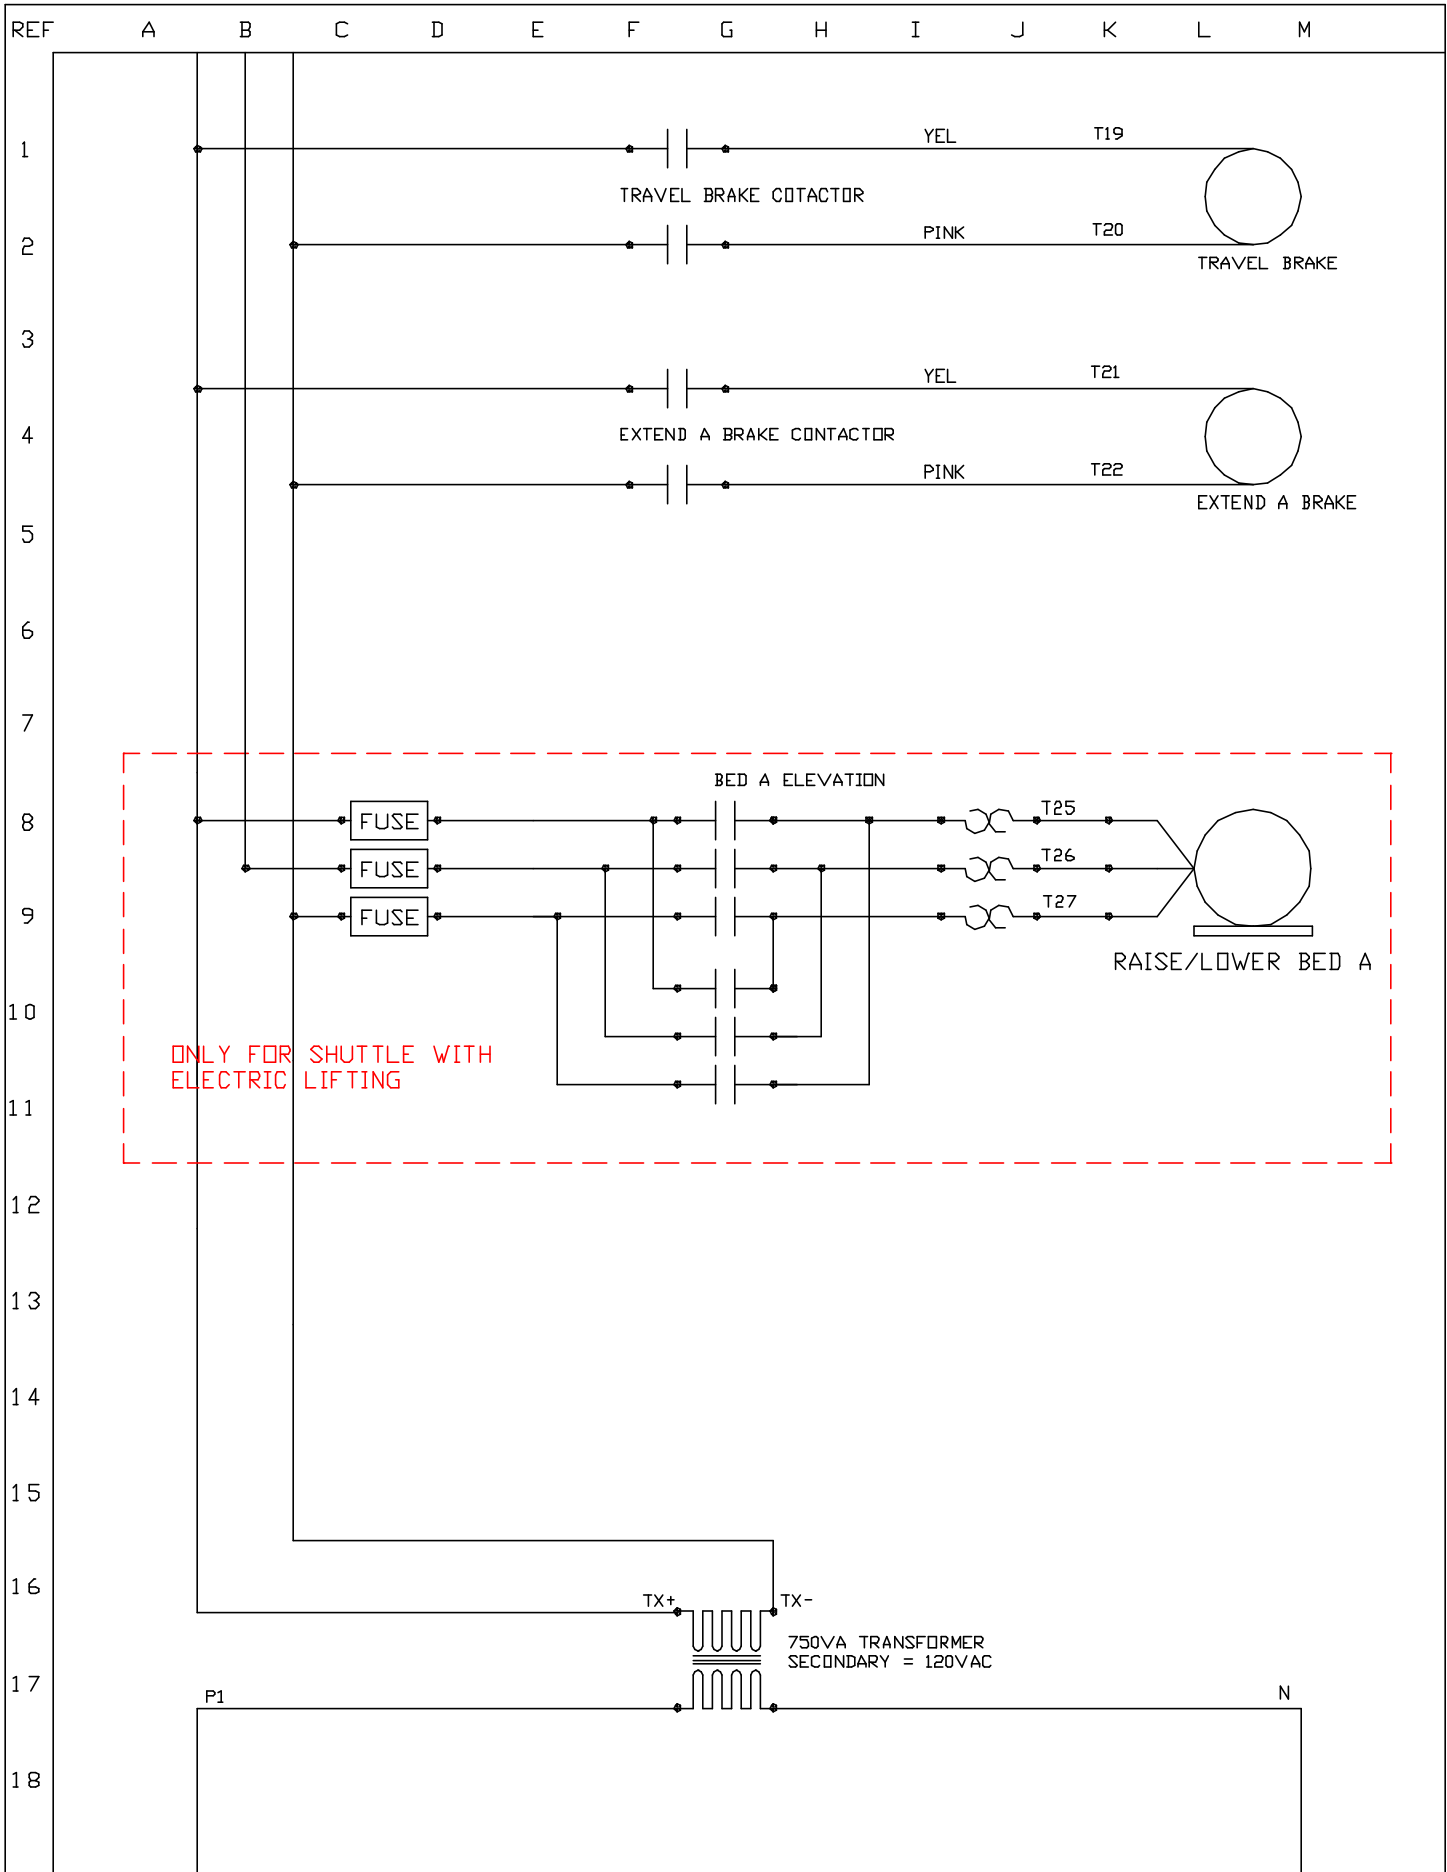 REF A B C D E F G H I J K L M
1
YEL T19
TRAVEL BRAKE COTACTOR
2
PINK T20
TRAVEL BRAKE
3
YEL T21
4
EXTEND A BRAKE CONTACTOR
PINK T22
EXTEND A BRAKE
5
6
7
BED A ELEVATION
8
FUSE T25
FUSE T26
9
FUSE T27
RAISE/LOWER BED A
10
ONLY FOR SHUTTLE WITH
ELECTRIC LIFTING
11
12
13
14
15
16
TX+ TX-
750VA TRANSFORMER
SECONDARY = 120VAC
17
P1 N
18